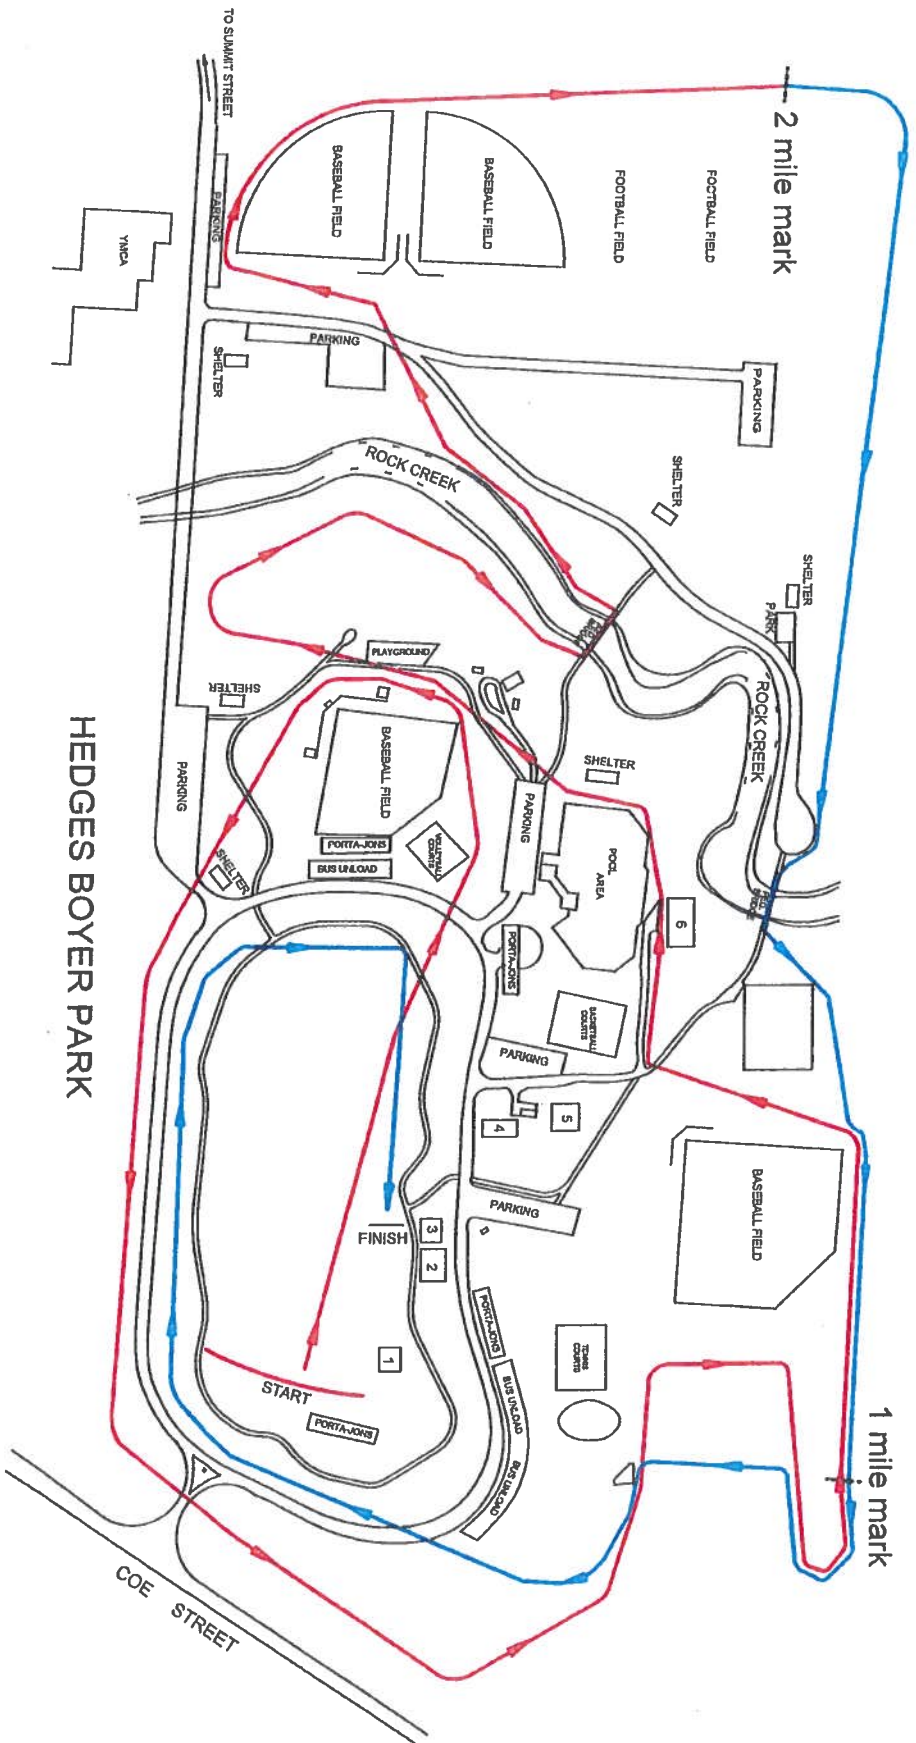 TO SUMMIT STREET
2 mile mark
PARKING
YMCA
BASEBALL FIELD
BASEBALL FIELD
FOOTBALL FIELD
FOCTBALL FIELD
PARKING
SHELTER
PARKING
ROCK CREEK
SHELTER
SHELTER
PARK
ROCK CREEK
PLAYGROUND
SHELTER
SHELTER
PARKING
BASEBALL FIELD
PARKING
POOL
AREA
VOLLEYBALL
COURTS
PORTA-JONS
BUS UNLOAD
SHELTER
6
PORTA-JONS
BASKETBALL
COURTS
PARKING
HEDGES BOYER PARK
5
4
BASEBALL FIELD
PARKING
3
2
FINISH
PORTA-JONS
TENNIS
COURTS
1
START
BUS UNLOAD
PORTA-JONS
BUS UNLOAD
1 mile mark
COE STREET